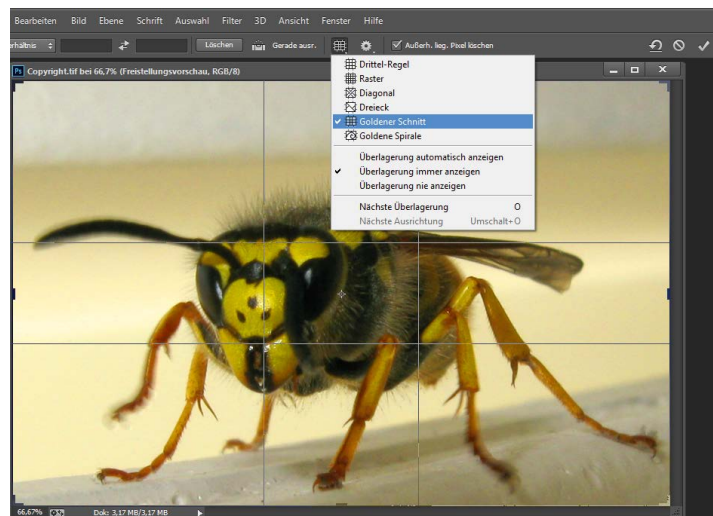 Bearbeiten Bild Ebene Schrift Auswahl Filter 3D Ansicht Fenster Hilfe
Löschen Gerade ausr. Außerh. lieg. Pixel löschen
Ps Copyright.tif bei 66,7% (Freistellungsvorschau, RGB/8)
Drittel-Regel
Raster
Diagonal
Dreieck
Goldener Schnitt
Goldene Spirale
Überlagerung automatisch anzeigen
Überlagerung immer anzeigen
Überlagerung nie anzeigen
Nächste Überlagerung O
Nächste Ausrichtung Umschalt+O
66,67% Dok: 3,17 MB/3,17 MB